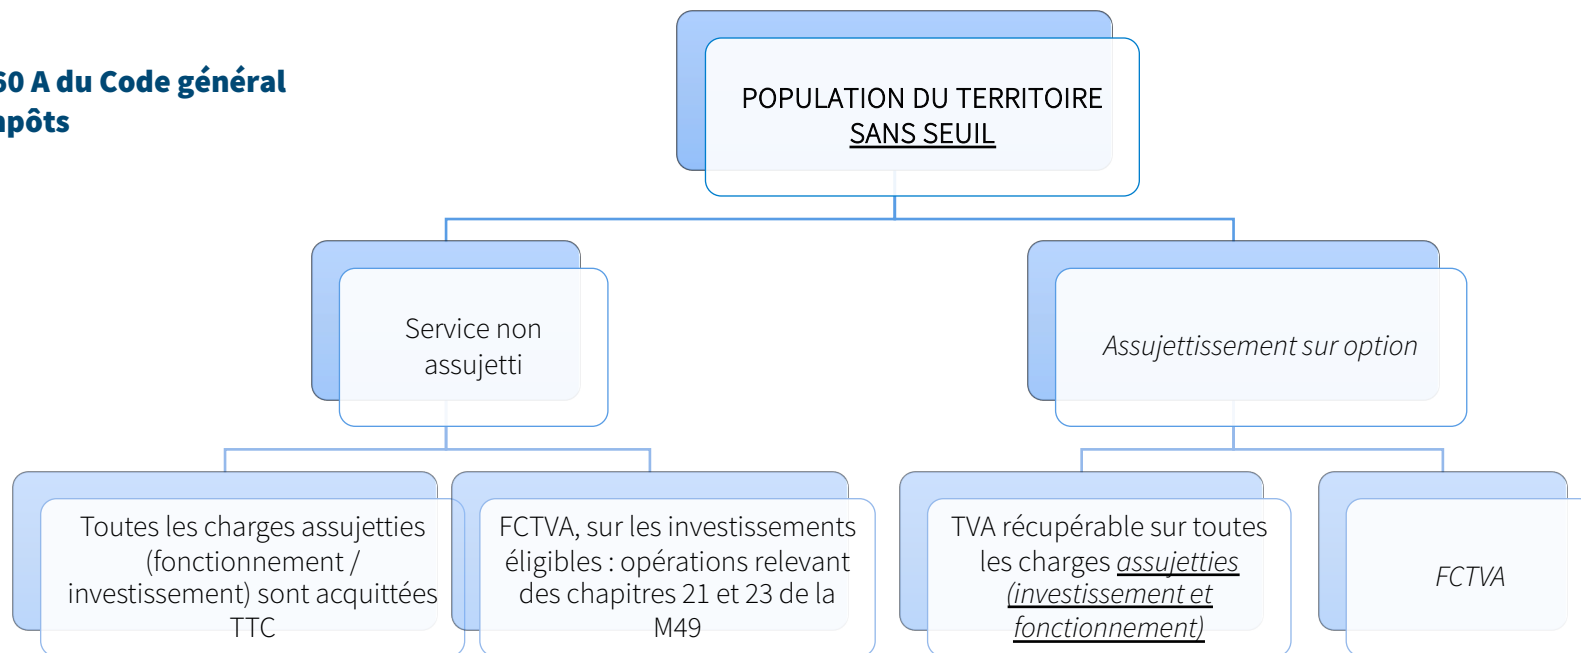 60 A du Code général
npôts
POPULATION DU TERRITOIRE
SANS SEUIL
Service non
assujetti
Assujettissement sur option
Toutes les charges assujetties
(fonctionnement /
investissement) sont acquittées
TTC
FCTVA, sur les investissements
éligibles : opérations relevant
des chapitres 21 et 23 de la
M49
TVA récupérable sur toutes
les charges assujetties
(investissement et
fonctionnement)
FCTVA